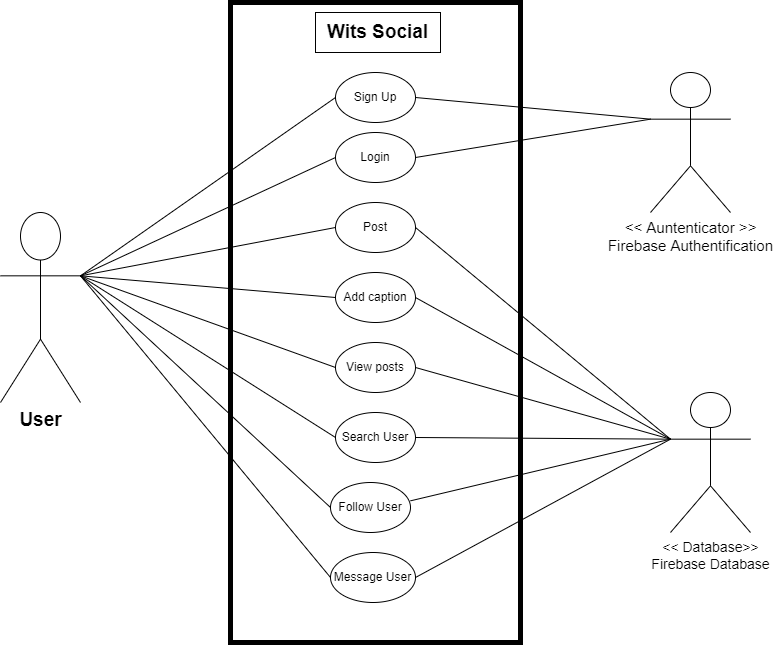 Wits Social
Sign Up
Login
Post
Add caption
View posts
Search User
Follow User
Message User
User
<< Auntenticator >>
Firebase Authentification
<< Database>>
Firebase Database